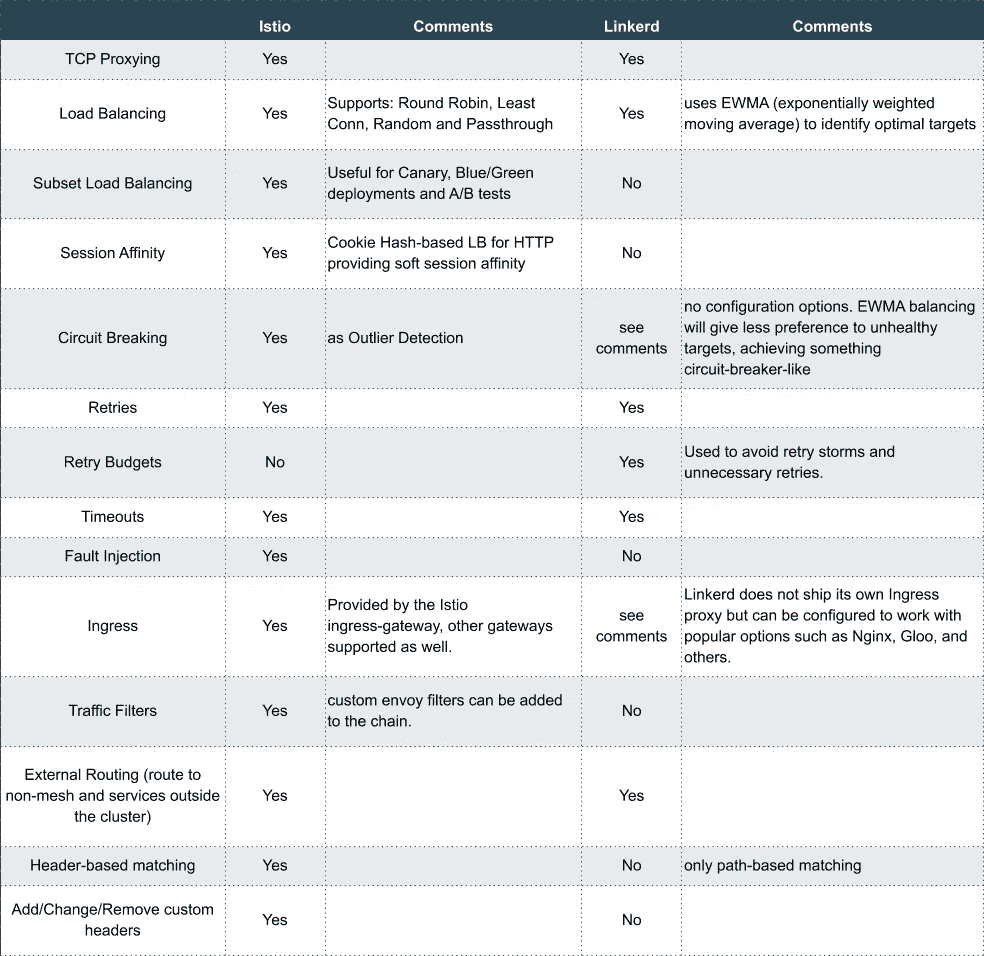 Istio Comments Linkerd Comments
TCP Proxying Yes Yes
Load Balancing Yes Supports: Round Robin, Least
Conn, Random and Passthrough Yes uses EWMA (exponentially weighted
moving average) to identify optimal targets
Subset Load Balancing Yes Useful for Canary, Blue/Green
deployments and A/B tests No
Session Affinity Yes Cookie Hash-based LB for HTTP
providing soft session affinity No
Circuit Breaking Yes as Outlier Detection see
comments no configuration options. EWMA balancing
will give less preference to unhealthy
targets, achieving something
circuit-breaker-like
Retries Yes Yes
Retry Budgets No Yes Used to avoid retry storms and
unnecessary retries.
Timeouts Yes Yes
Fault Injection Yes No
Ingress Yes Provided by the Istio
ingress-gateway, other gateways
supported as well. see
comments Linkerd does not ship its own Ingress
proxy but can be configured to work with
popular options such as Nginx, Gloo, and
others.
Traffic Filters Yes custom envoy filters can be added
to the chain. No
External Routing (route to
non-mesh and services outside
the cluster) Yes Yes
Header-based matching Yes No only path-based matching
Add/Change/Remove custom
headers Yes No